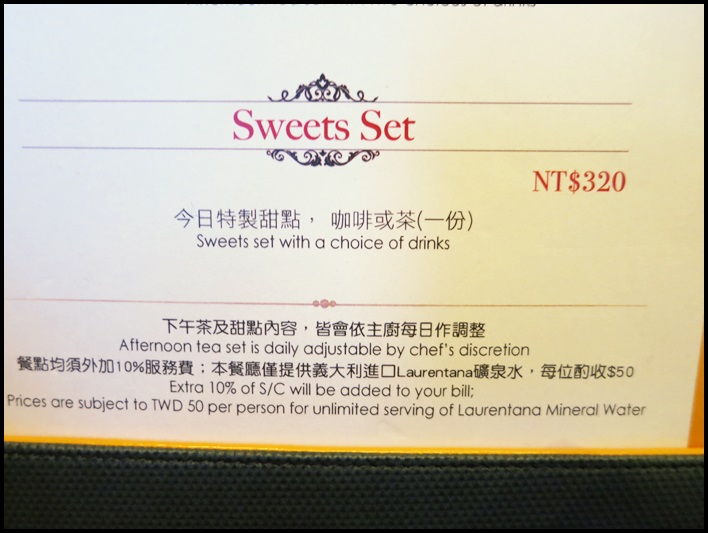 Sweets Set
NT$320
今日特製甜點， 咖啡或茶(一份)
Sweets set with a choice of drinks
下午茶及甜點內容，皆會依主廚每日作調整
Afternoon tea set is daily adjustable by chef's discretion
餐點均須外加10%服務費；本餐廳僅提供義大利進口Laurentana礦泉水，每位酌收$50
Extra 10% of S/C will be added to your bill;
Prices are subject to TWD 50 per person for unlimited serving of Laurentana Mineral Water